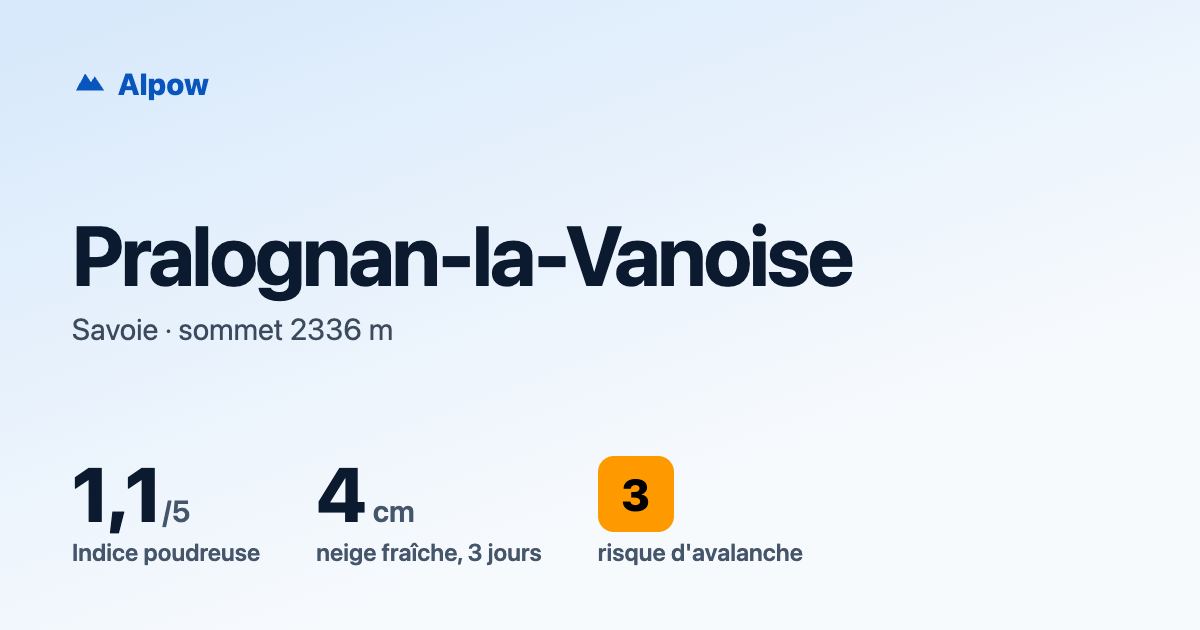 Alpow
Pralognan-la-Vanoise
Savoie · sommet 2336 m
1,1/5
Indice poudreuse
4 cm
neige fraîche, 3 jours
3
risque d'avalanche